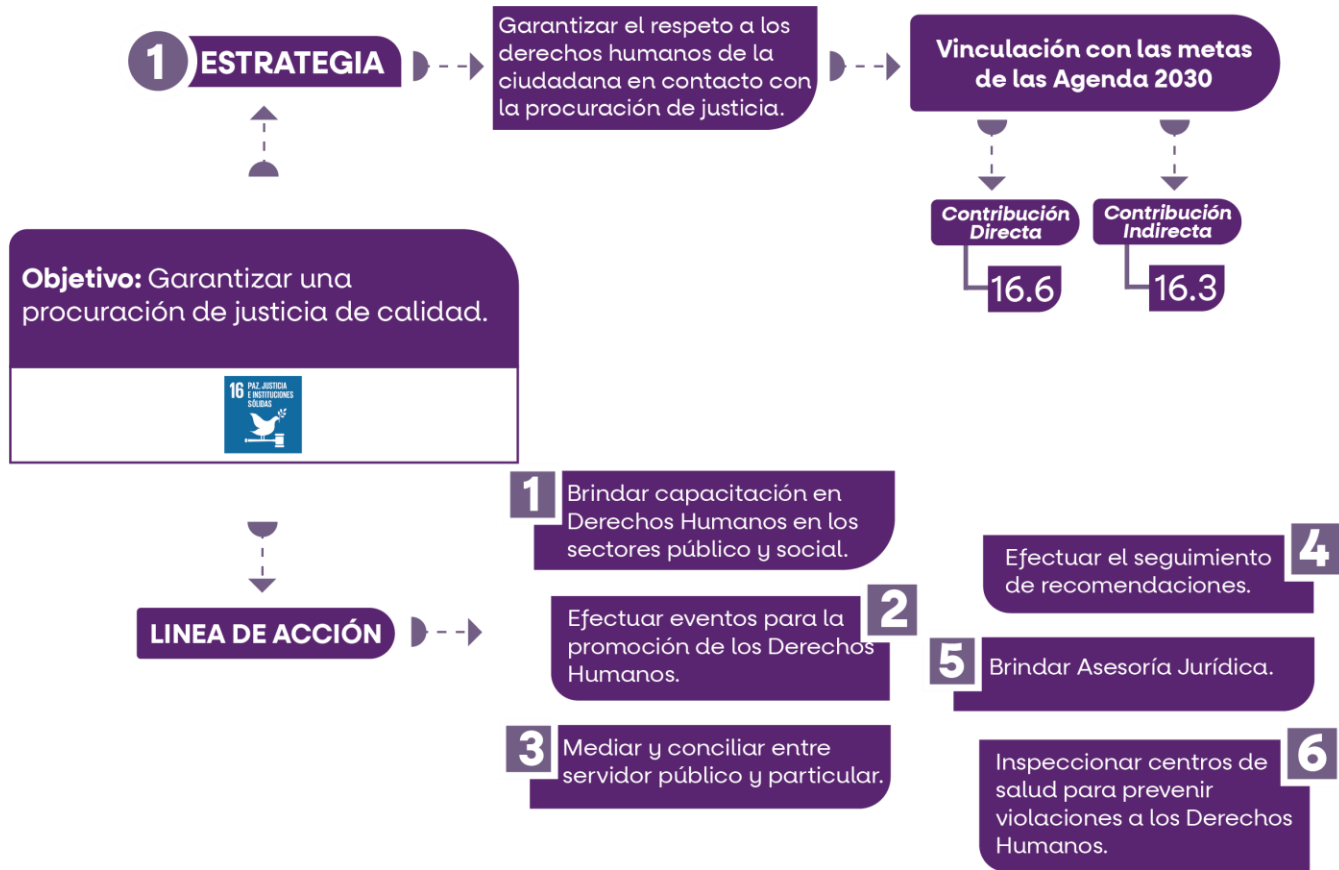 1 ESTRATEGIA
Garantizar el respeto a los
derechos humanos de la
ciudadana en contacto con
la procuración de justicia.
Vinculación con las metas
de las Agenda 2030
Contribución
Directa
16.6
Contribución
Indirecta
16.3
Objetivo: Garantizar una
procuración de justicia de calidad.
16 PAZ, JUSTICIA
E INSTITUCIONES
SÓLIDAS
LINEA DE ACCIÓN
1 Brindar capacitación en
Derechos Humanos en los
sectores público y social.
2
Efectuar eventos para la
promoción de los Derechos
Humanos.
3 Mediar y conciliar entre
servidor público y particular.
4
Efectuar el seguimiento
de recomendaciones.
5 Brindar Asesoría Jurídica.
6
Inspeccionar centros de
salud para prevenir
violaciones a los Derechos
Humanos.